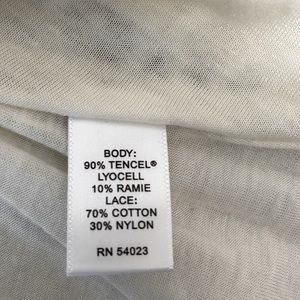 BODY:
90% TENCEL®
LYOCELL
10% RAMIE
LACE:
70% COTTON
30% NYLON
RN 54023